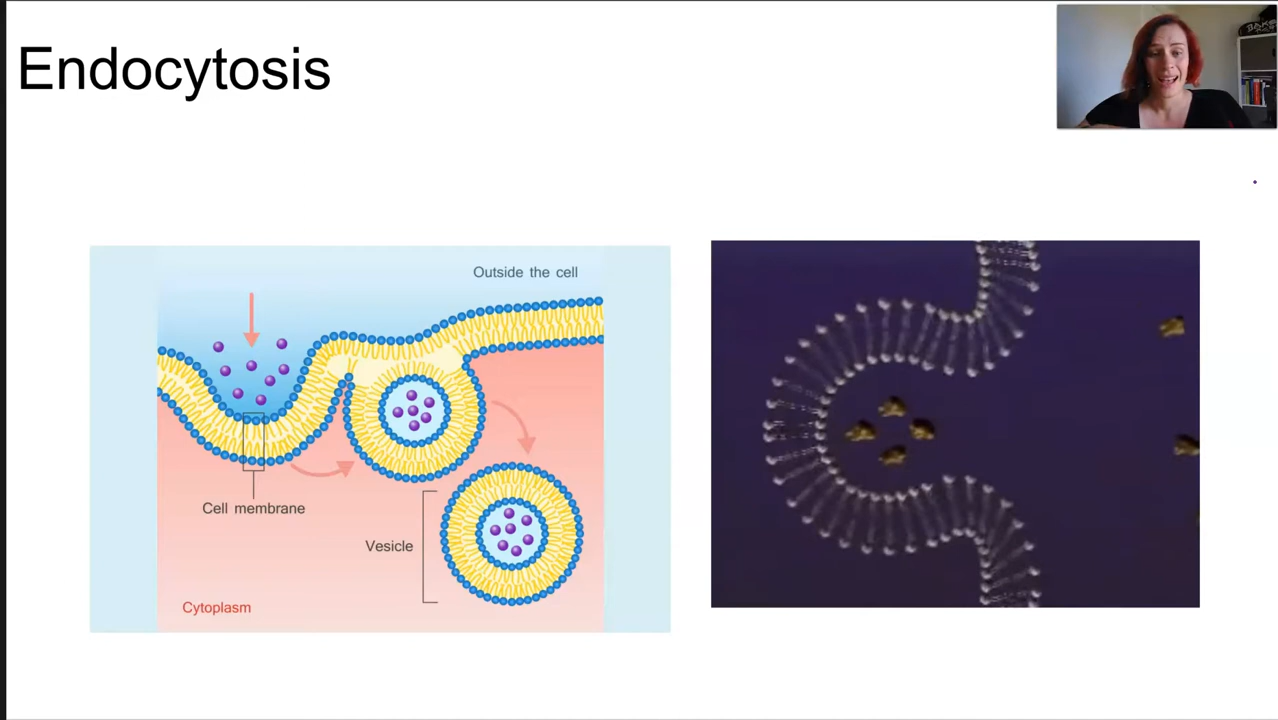 Endocytosis
Outside the cell
Cell membrane
Vesicle
Cytoplasm